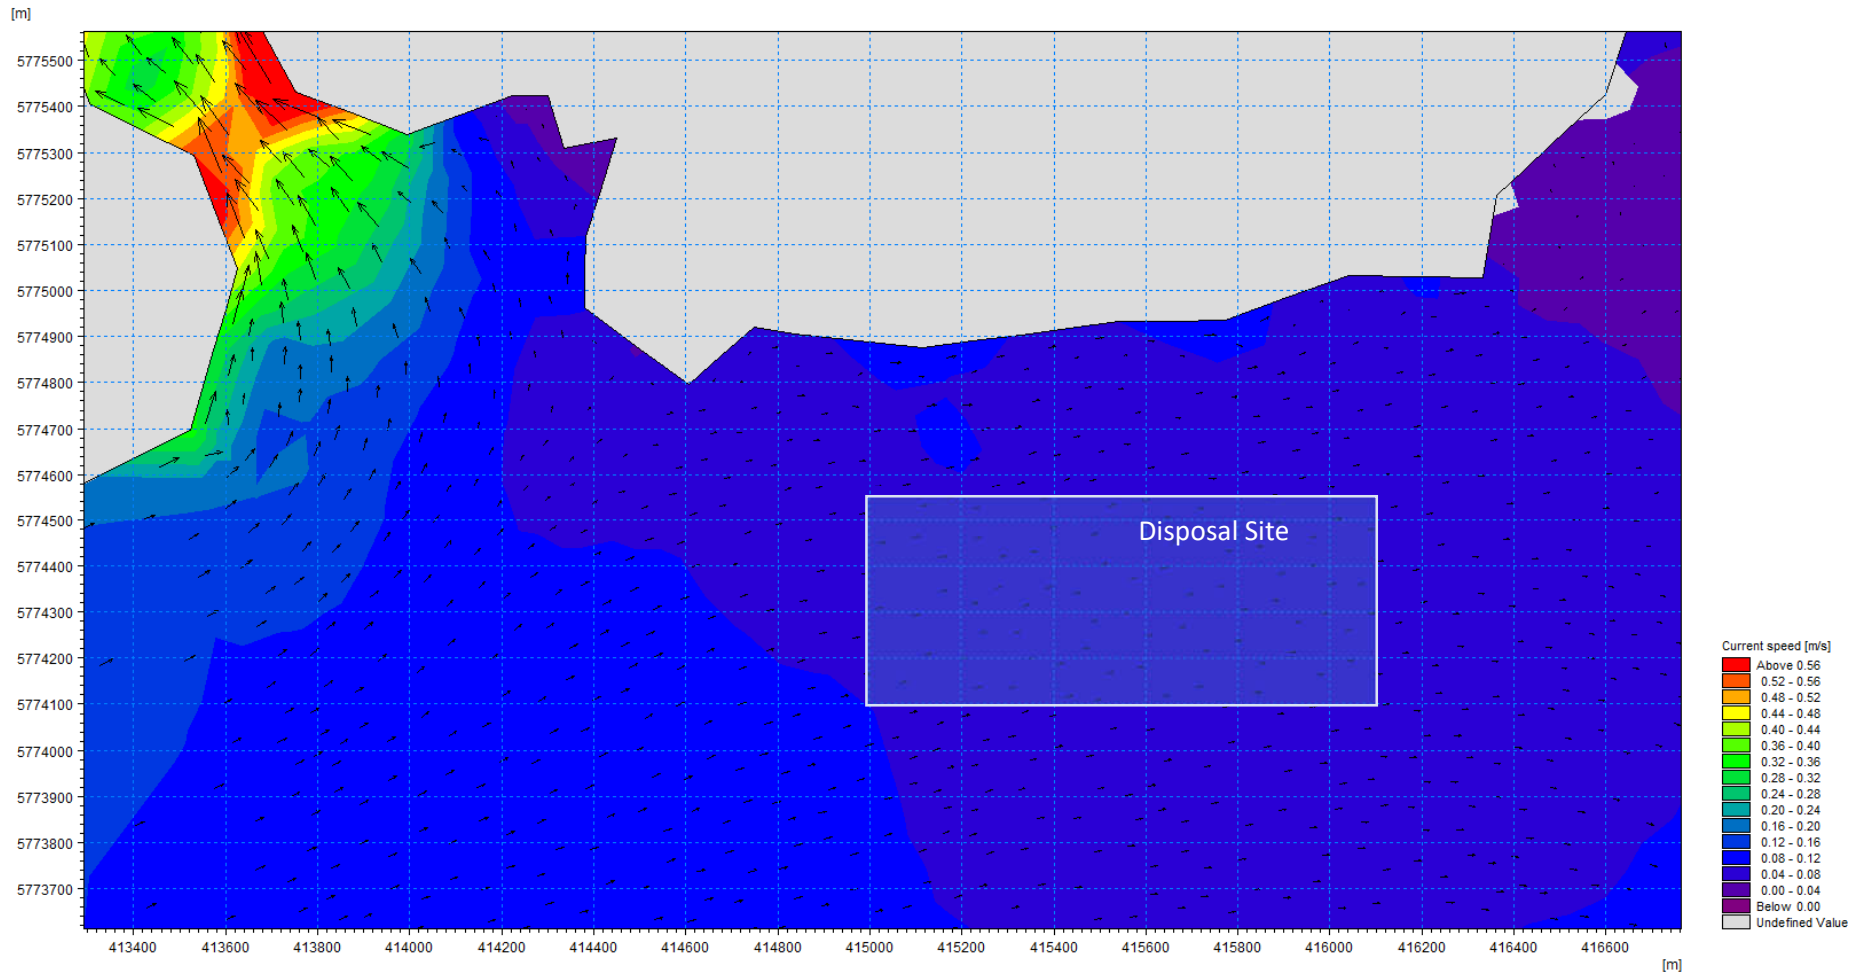 [m]
5775500
5775400
5775300
5775200
5775100
5775000
5774900
5774800
5774700
5774600
5774500
5774400
5774300
5774200
5774100
5774000
5773900
5773800
5773700
Disposal Site
413400 413600 413800 414000 414200 414400 414600 414800 415000 415200 415400 415600 415800 416000 416200 416400 416600
[m]
Current speed [m/s]
Above 0.56
0.52 - 0.56
0.48 - 0.52
0.44 - 0.48
0.40 - 0.44
0.36 - 0.40
0.32 - 0.36
0.28 - 0.32
0.24 - 0.28
0.20 - 0.24
0.16 - 0.20
0.12 - 0.16
0.08 - 0.12
0.04 - 0.08
0.00 - 0.04
Below 0.00
Undefined Value